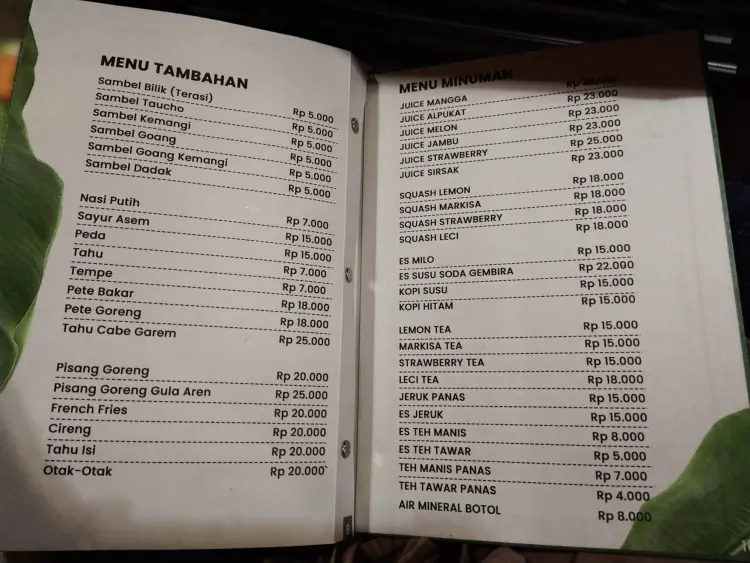 MENU TAMBAHAN
Sambel Bilik (Terasi) Rp 5.000
Sambel Taucho Rp 5.000
Sambel Kemangi Rp 5.000
Sambel Goang Rp 5.000
Sambel Goang Kemangi Rp 5.000
Sambel Dadak Rp 5.000
Nasi Putih Rp 7.000
Sayur Asem Rp 15.000
Peda Rp 15.000
Tahu Rp 7.000
Tempe Rp 7.000
Pete Bakar Rp 18.000
Pete Goreng Rp 18.000
Tahu Cabe Garem Rp 25.000
Pisang Goreng Rp 20.000
Pisang Goreng Gula Aren Rp 25.000
French Fries Rp 20.000
Cireng Rp 20.000
Tahu Isi Rp 20.000
Otak-Otak Rp 20.000
5
MENU MINUMAN
JUICE MANGGA Rp
JUICE ALPUKAT Rp 23.000
JUICE MELON Rp 23.000
JUICE JAMBU Rp 23.000
JUICE STRAWBERRY Rp 25.000
JUICE SIRSAK Rp 23.000
SQUASH LEMON Rp 18.000
SQUASH MARKISA Rp 18.000
SQUASH STRAWBERRY Rp 18.000
SQUASH LECI Rp 18.000
ES MILO Rp 15.000
ES SUSU SODA GEMBIRA Rp 22.000
KOPI SUSU Rp 15.000
KOPI HITAM Rp 15.000
LEMON TEA Rp 15.000
MARKISA TEA Rp 15.000
STRAWBERRY TEA Rp 15.000
LECI TEA Rp 18.000
JERUK PANAS Rp 15.000
ES JERUK Rp 15.000
ES TEH MANIS Rp 8.000
ES TEH TAWAR Rp 5.000
TEH MANIS PANAS Rp 7.000
TEH TAWAR PANAS Rp 4.000
AIR MINERAL BOTOL Rp 8.000